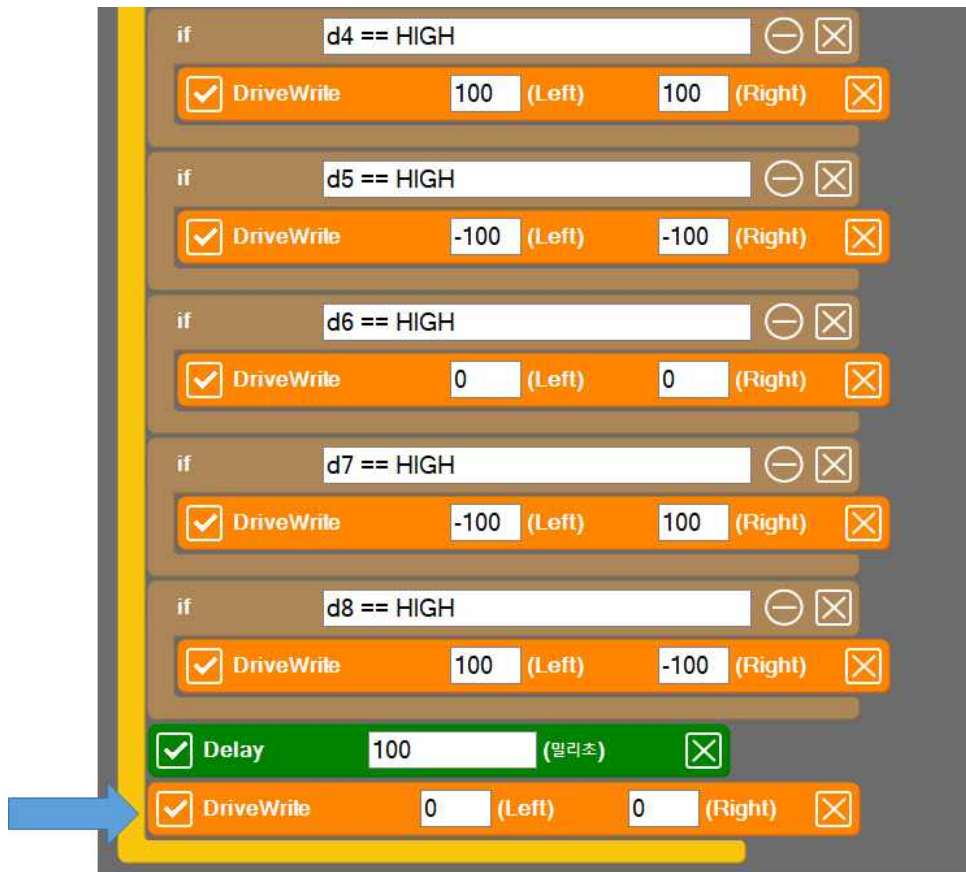 if d4 == HIGH
DriveWrite 100 (Left) 100 (Right)
if d5 == HIGH
DriveWrite -100 (Left) -100 (Right)
if d6 == HIGH
DriveWrite 0 (Left) 0 (Right)
if d7 == HIGH
DriveWrite -100 (Left) 100 (Right)
if d8 == HIGH
DriveWrite 100 (Left) -100 (Right)
Delay 100 (밀리초)
DriveWrite 0 (Left) 0 (Right)